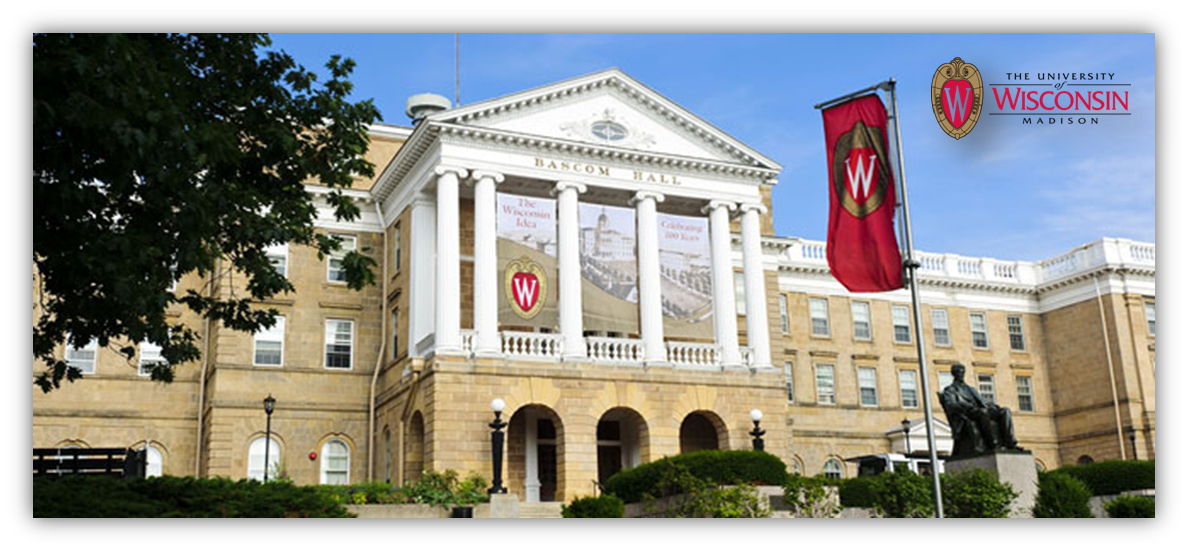 THE UNIVERSITY
of
WISCONSIN
MADISON
W
BASCOM HALL
The
Wisconsin
Idea
Celebrating
100 Years
W
W